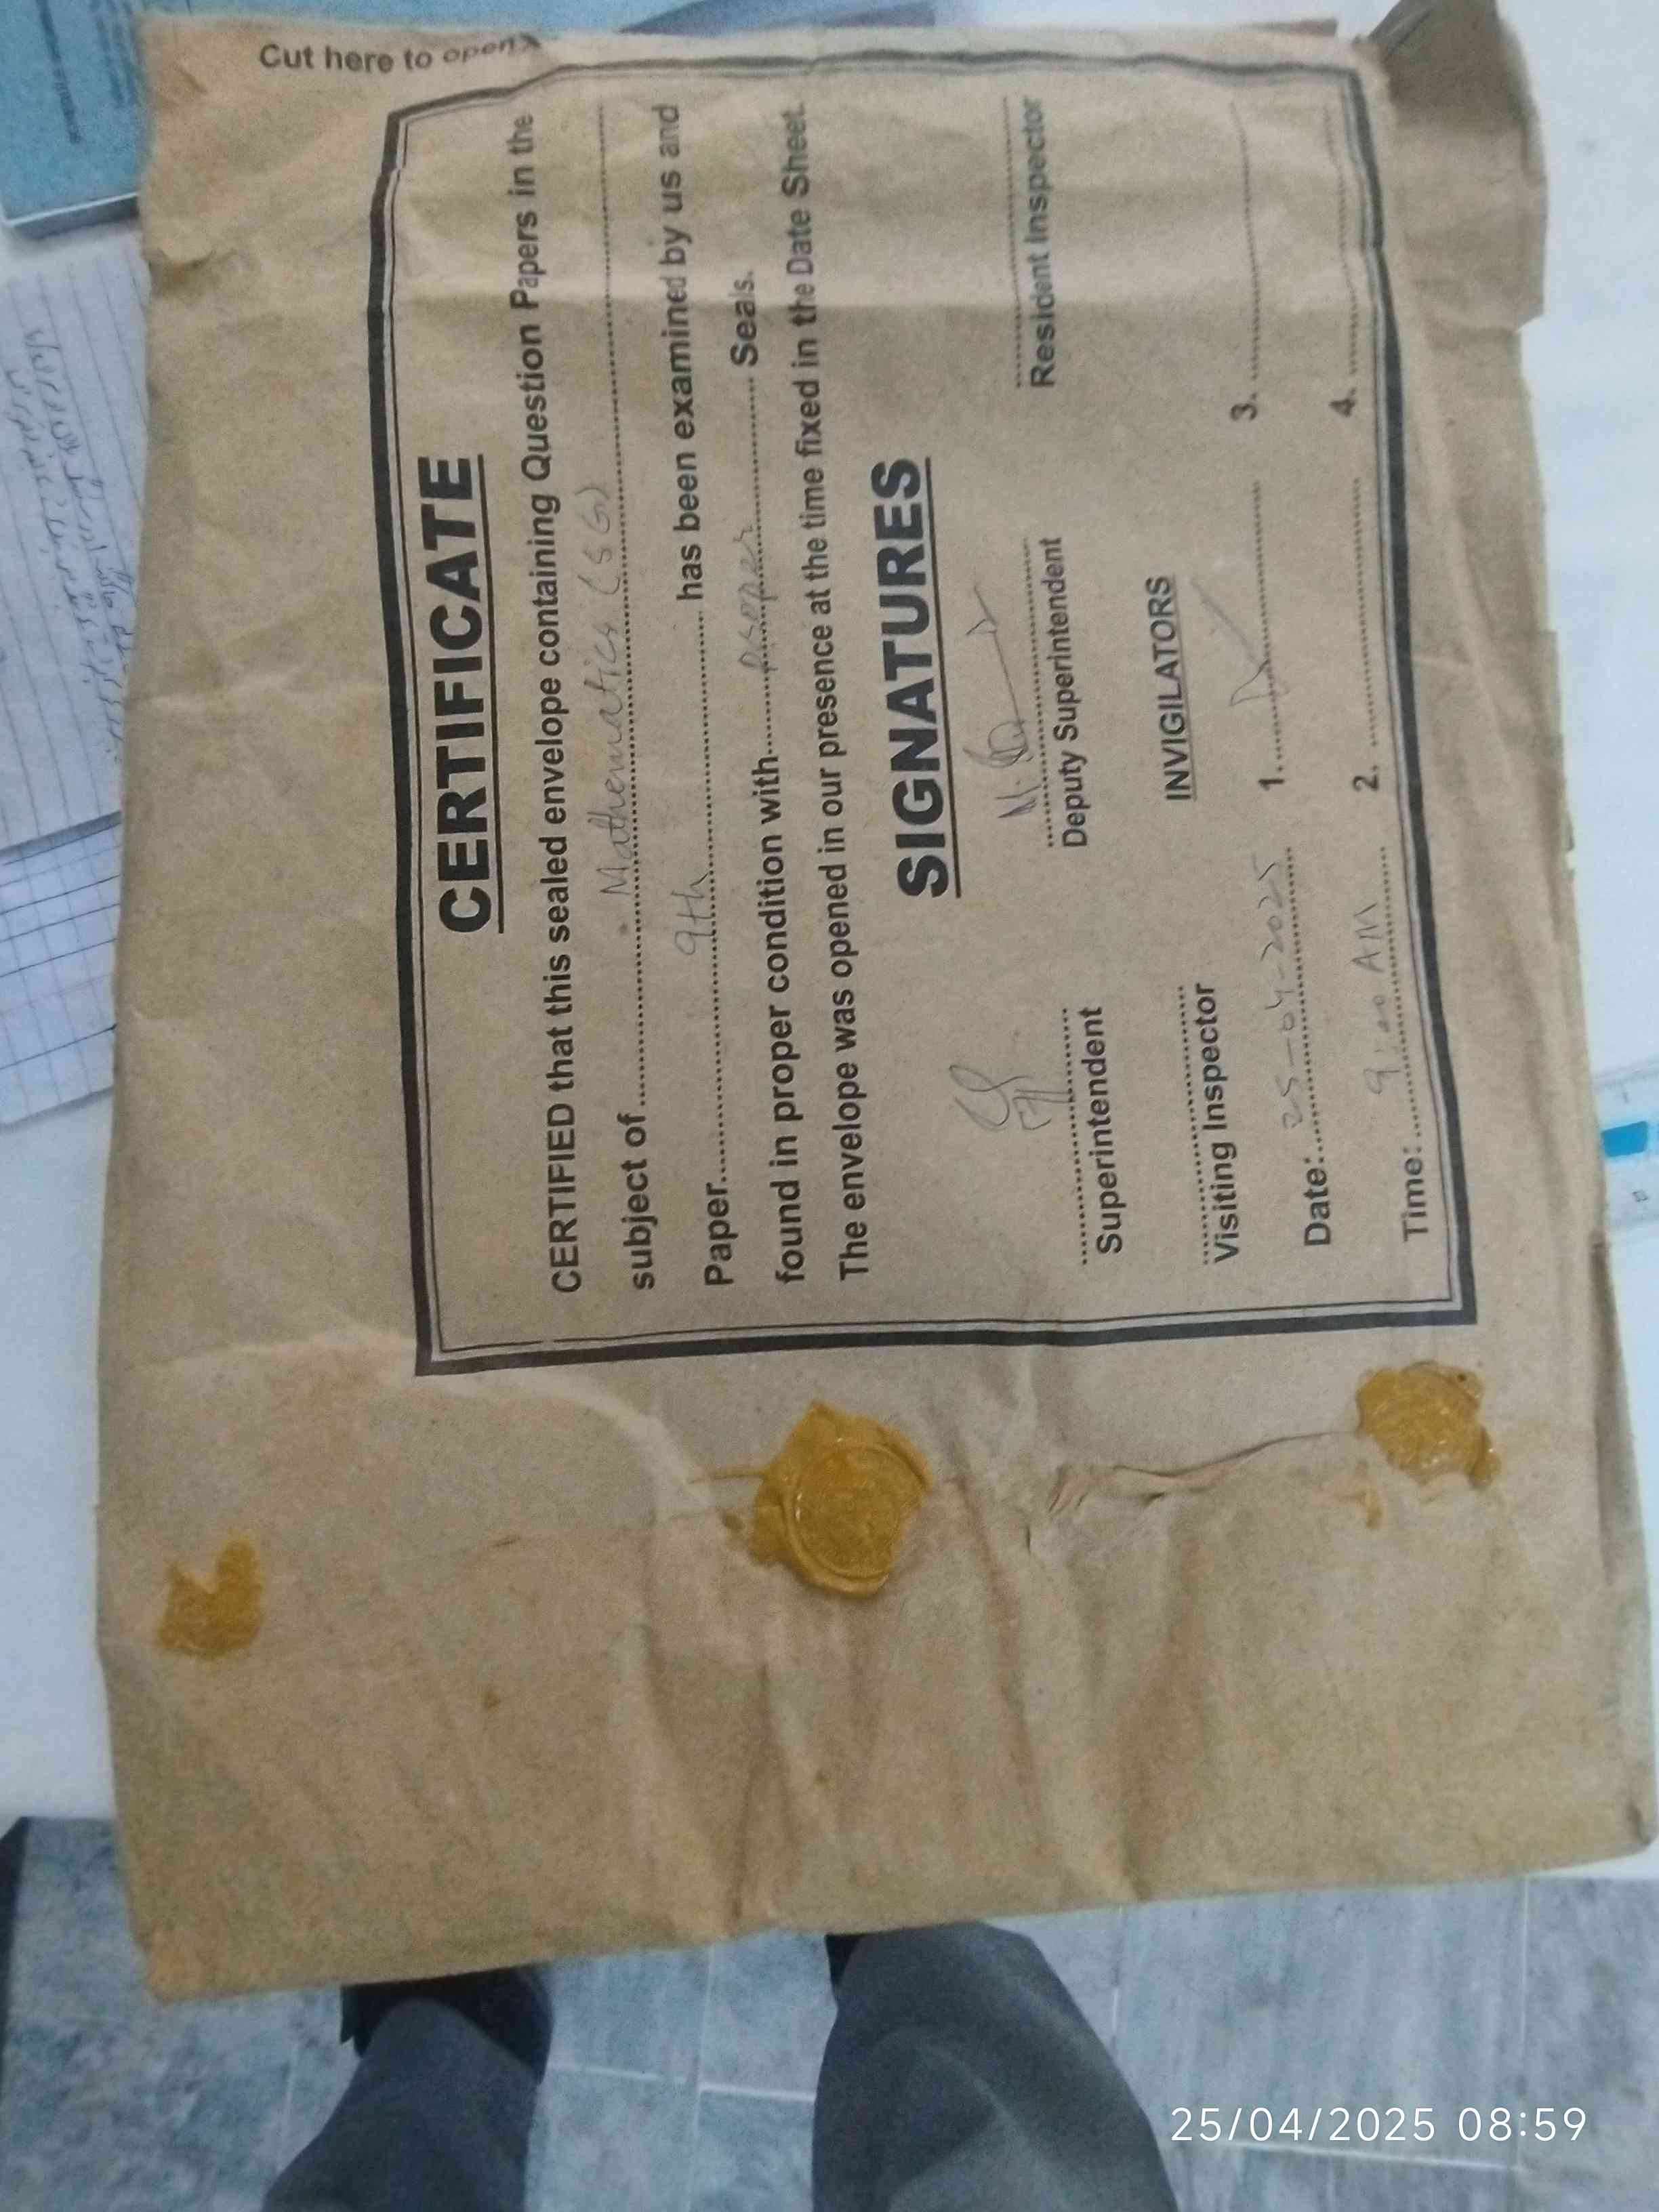 Cut here to open
CERTIFICATE
CERTIFIED that this sealed envelope containing Question Papers in the
subject of.......... Mathematics (SG) ..........
Paper.......... 9th .......... has been examined by us and
found in proper condition with.......... proper .......... Seals.
The envelope was opened in our presence at the time fixed in the Date Sheet.
SIGNATURES
Superintendent
Deputy Superintendent
Resident Inspector
INVIGILATORS
Visiting Inspector
1..........
3. ..........
Date:.......... 25-04-2025
2. ..........
4. ..........
Time:.......... 9:00 AM
25/04/2025 08:59